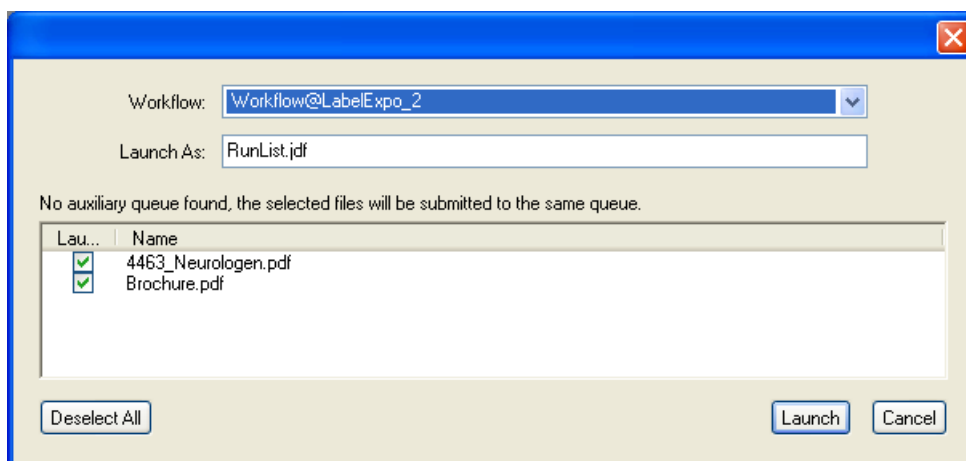 Workflow: Workflow@LabelExpo_2
Launch As: RunList.jdf
No auxiliary queue found, the selected files will be submitted to the same queue.
Lau... Name
4463_Neurologen.pdf
Brochure.pdf
Deselect All Launch Cancel